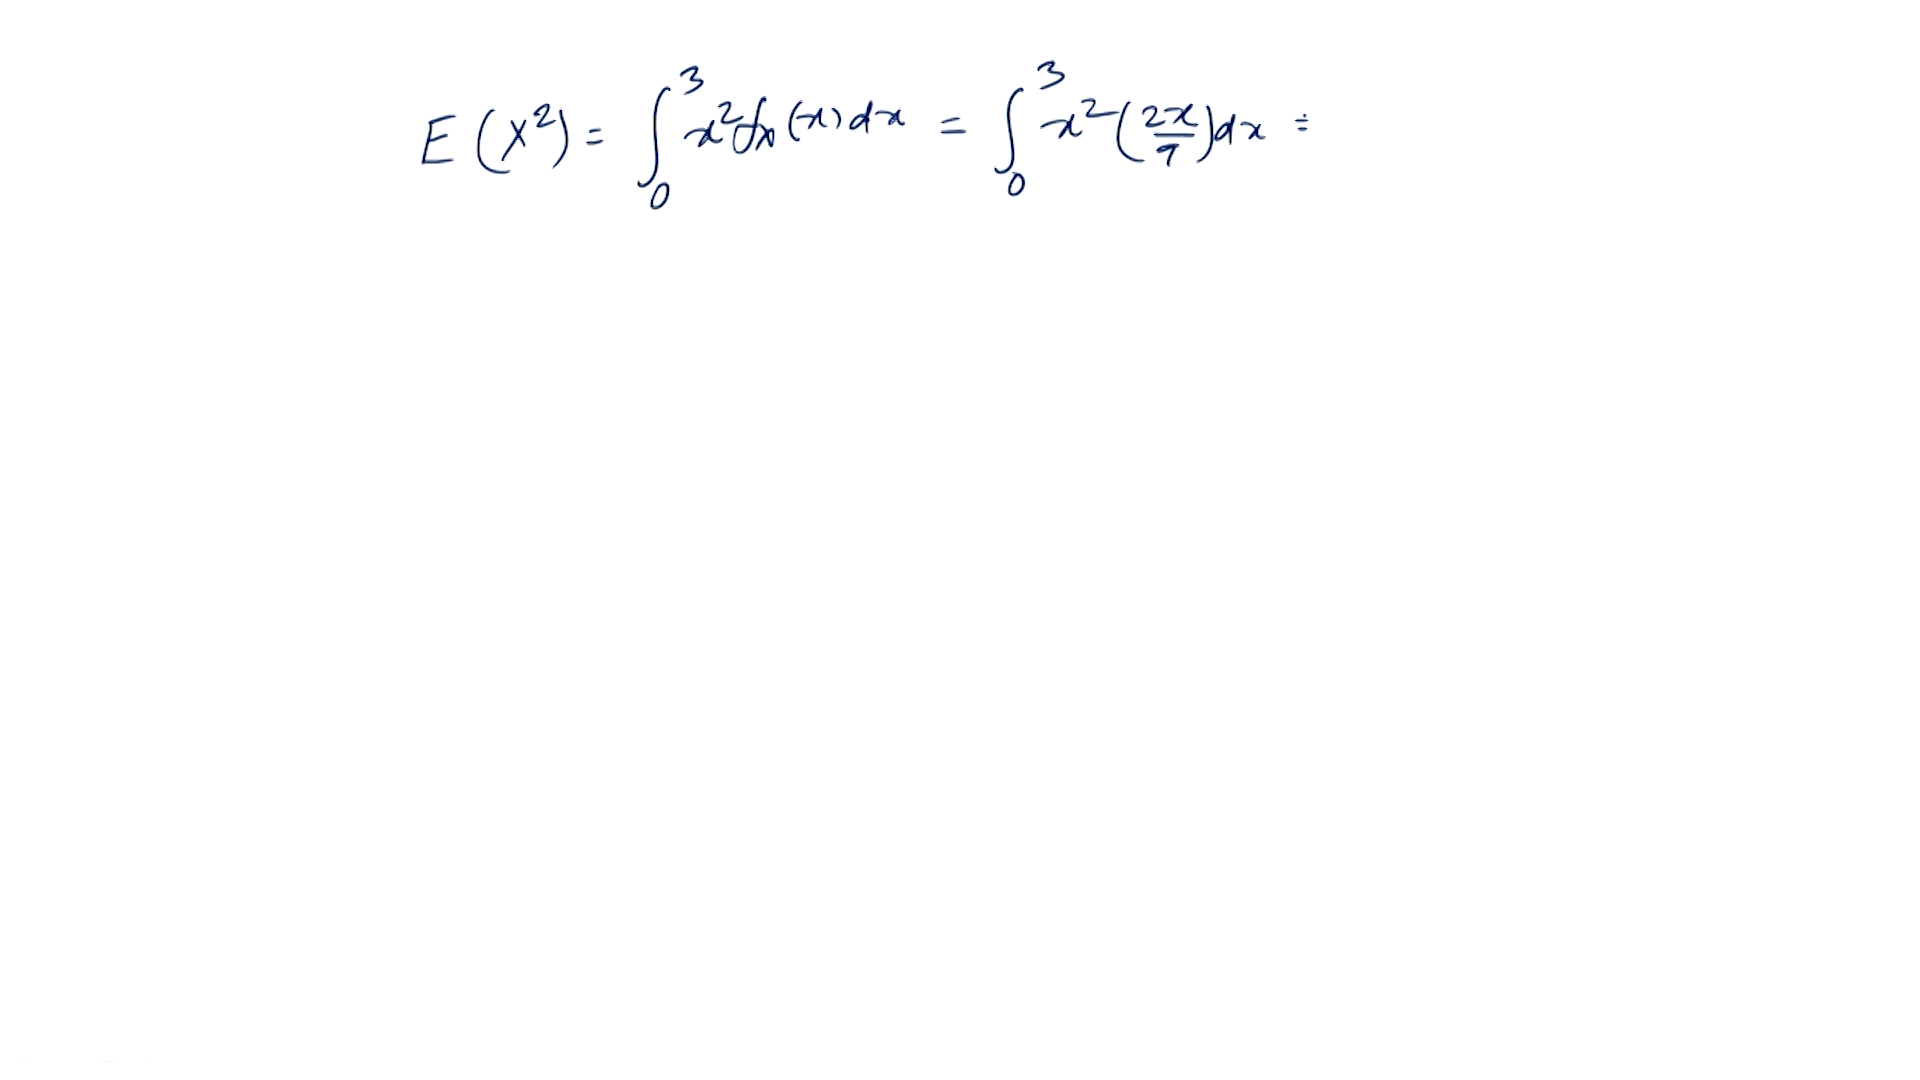 E(X²) = ∫₀³ x² fₓ(x) dx = ∫₀³ x² (2x/9) dx =